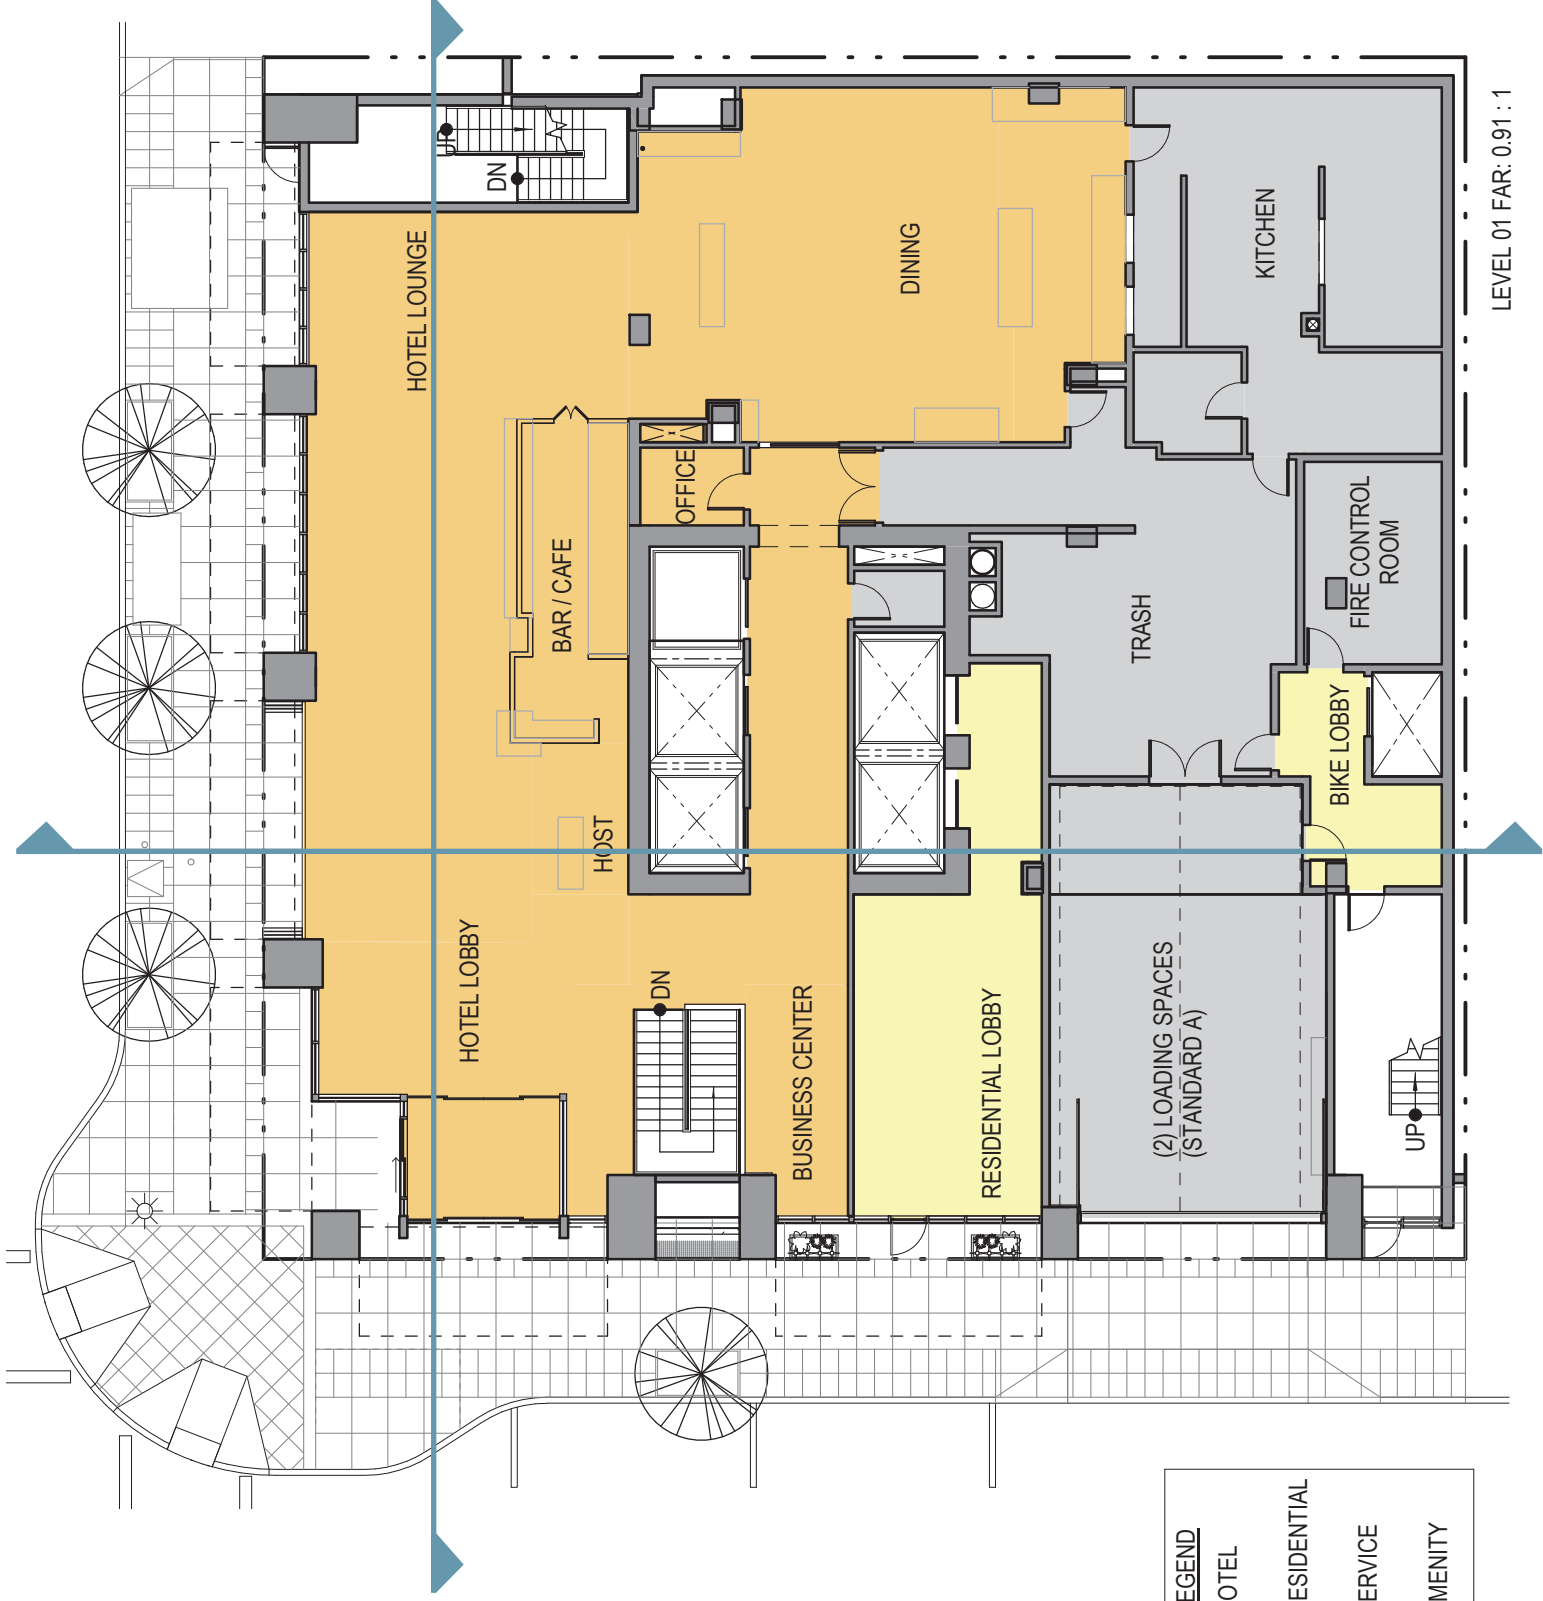 UP
DN
HOTEL LOUNGE
DINING
KITCHEN
LEVEL 01 FAR: 0.91 : 1
OFFICE
BAR / CAFE
FIRE CONTROL
ROOM
TRASH
BIKE LOBBY
HOST
HOTEL LOBBY
DN
BUSINESS CENTER
RESIDENTIAL LOBBY
(2) LOADING SPACES
(STANDARD A)
UP
EGEND
OTEL
ESIDENTIAL
ERVICE
MENITY